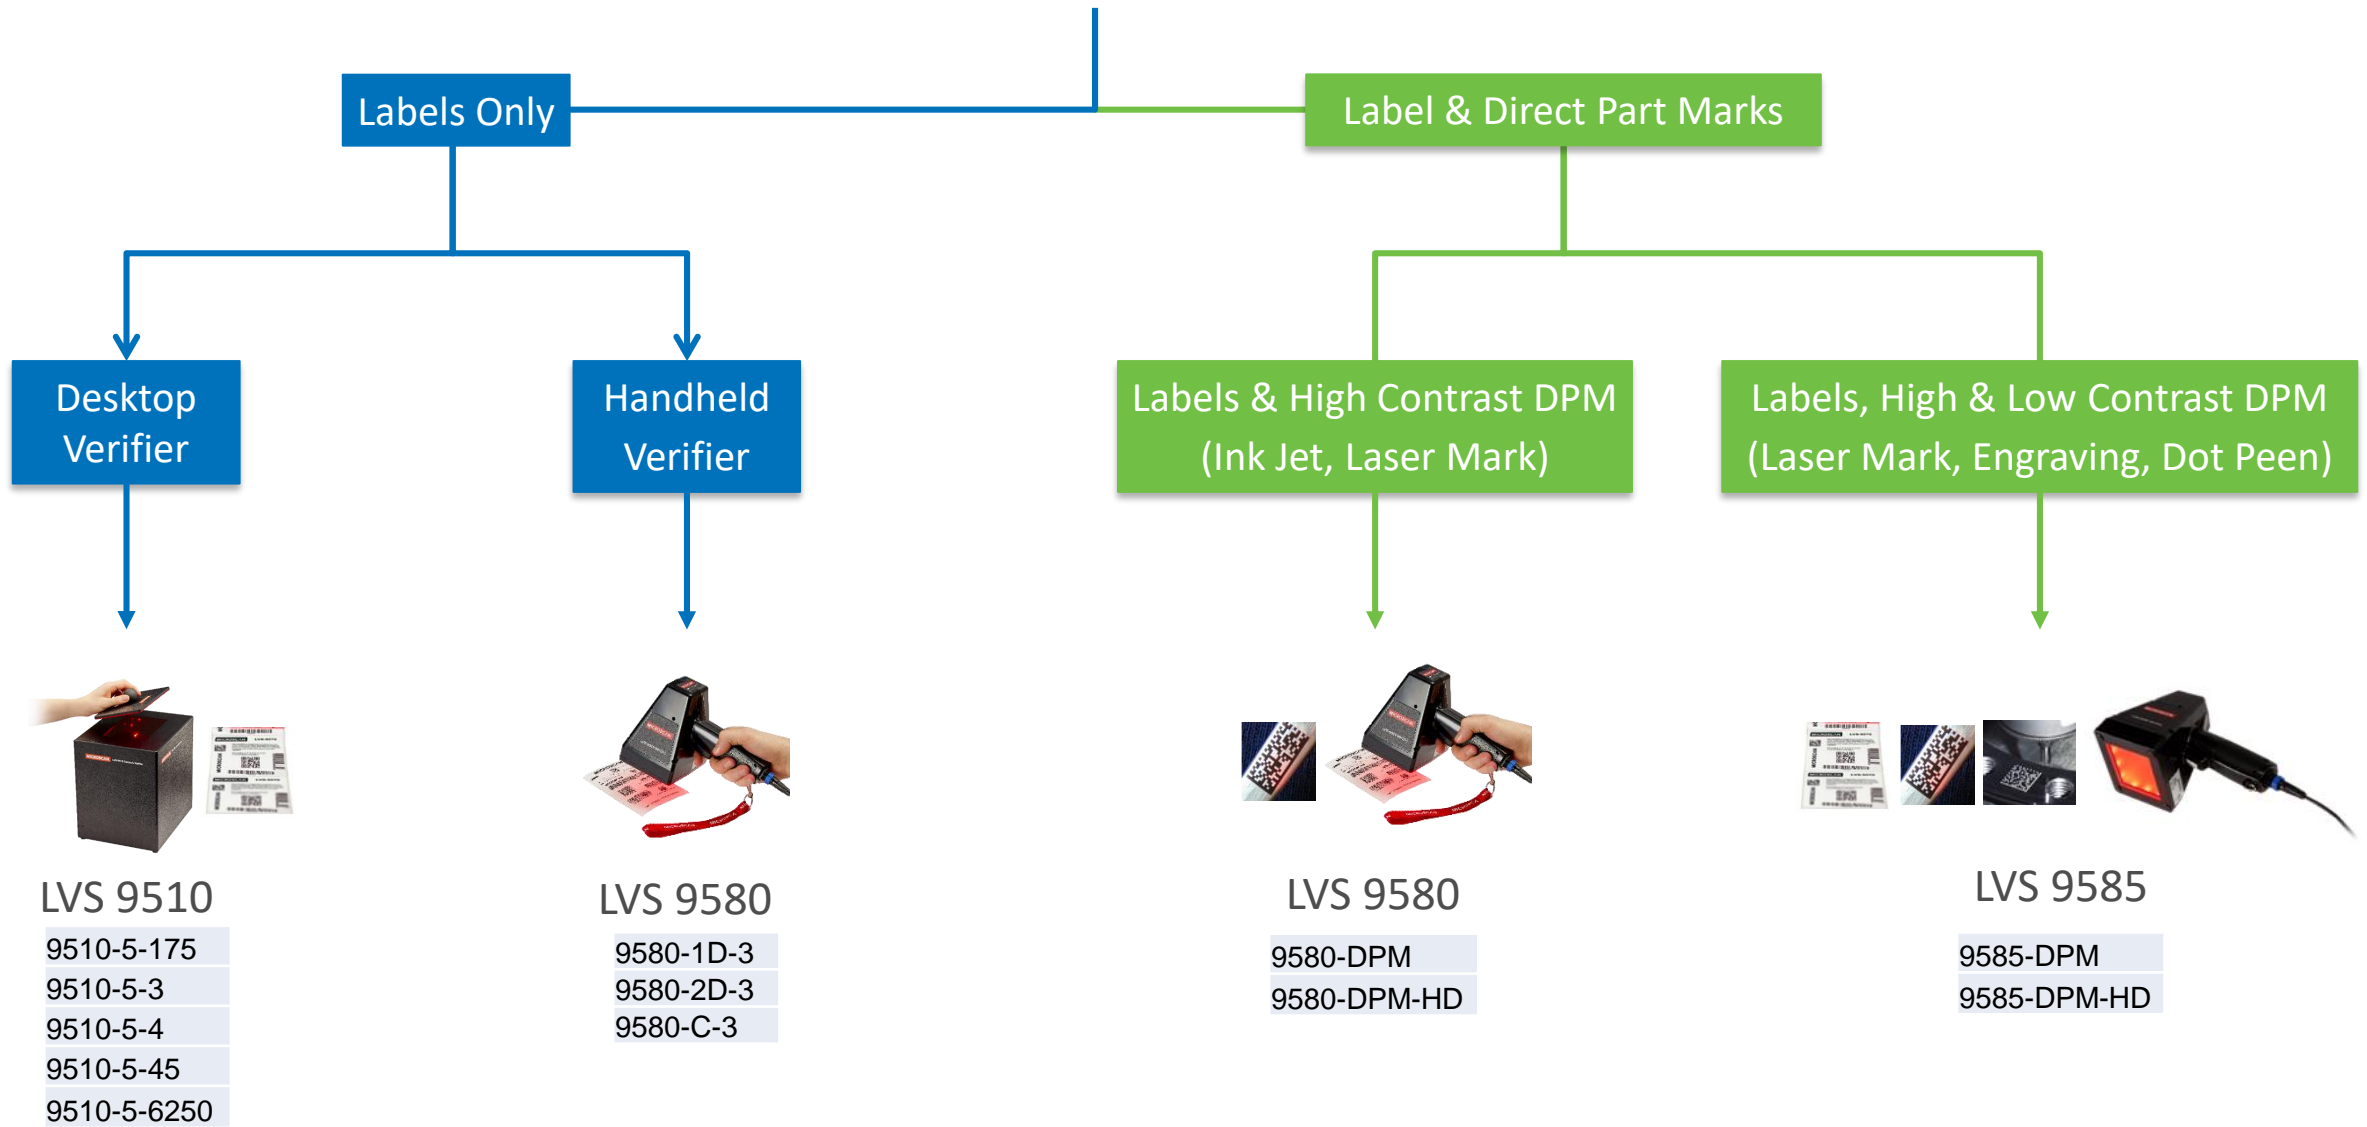 Labels Only
Label & Direct Part Marks
Desktop
Verifier
Handheld
Verifier
Labels & High Contrast DPM
(Ink Jet, Laser Mark)
Labels, High & Low Contrast DPM
(Laser Mark, Engraving, Dot Peen)
LVS 9510
9510-5-175
9510-5-3
9510-5-4
9510-5-45
9510-5-6250
LVS 9580
9580-1D-3
9580-2D-3
9580-C-3
LVS 9580
9580-DPM
9580-DPM-HD
LVS 9585
9585-DPM
9585-DPM-HD